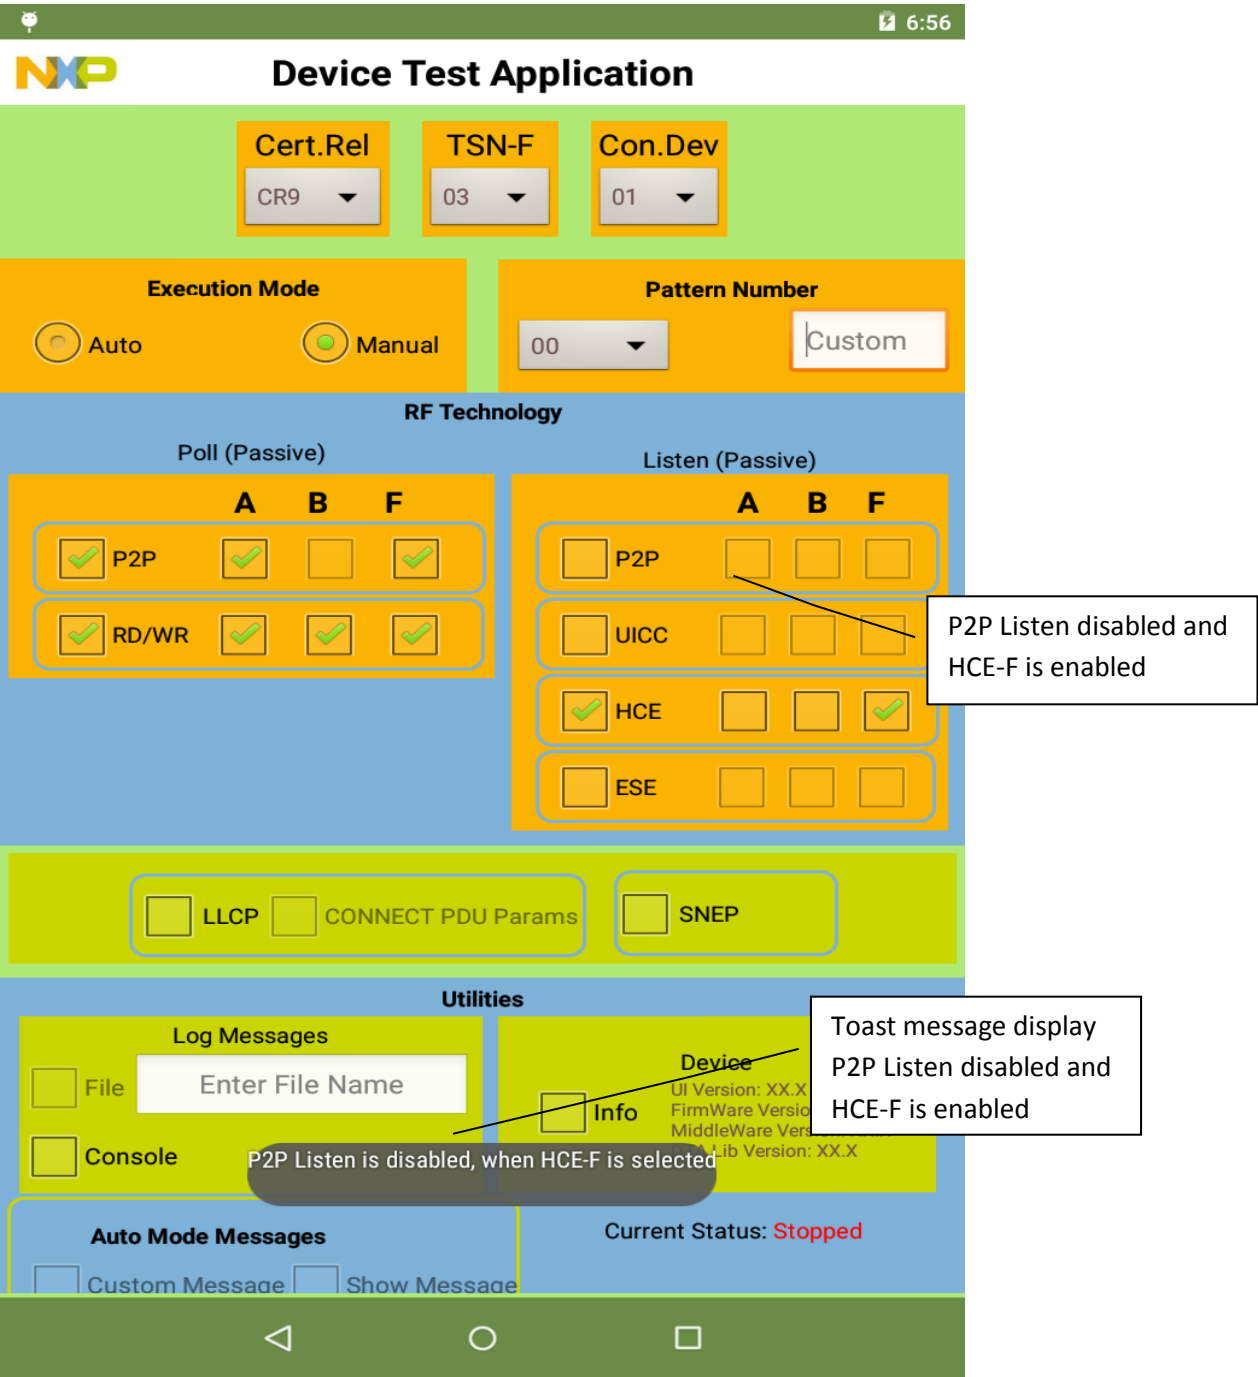 6:56
NXP
Device Test Application
Cert.Rel TSN-F Con.Dev
CR9 03 01
Execution Mode
Auto Manual
Pattern Number
00 Custom
RF Technology
Poll (Passive)
A B F
P2P
RD/WR
Listen (Passive)
A B F
P2P
UICC
HCE
ESE
P2P Listen disabled and
HCE-F is enabled
LLCP CONNECT PDU Params SNEP
Utilities
Log Messages
File Enter File Name
Console
Device
Info
UI Version: XX.X
FirmWare
MiddleWare
Lib Version: XX.X
Toast message display
P2P Listen disabled and
HCE-F is enabled
P2P Listen is disabled, when HCE-F is selected
Auto Mode Messages
Custom Message Show Message
Current Status: Stopped